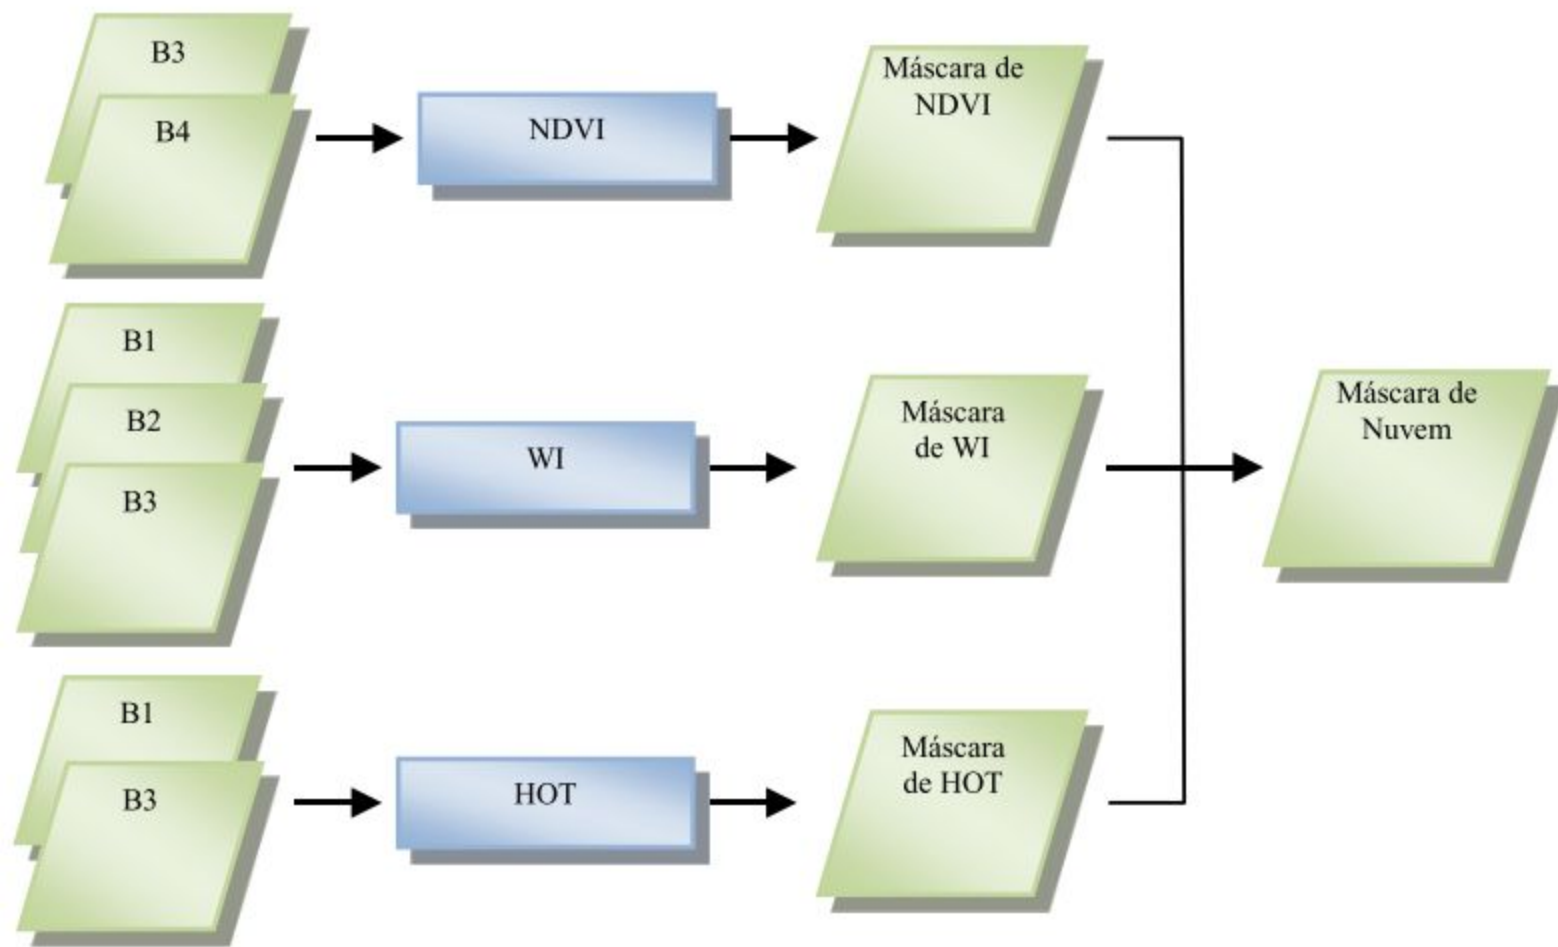 B3
B4
NDVI
Máscara de
NDVI
B1
B2
B3
WI
Máscara
de WI
Máscara de
Nuvem
B1
B3
HOT
Máscara
de HOT